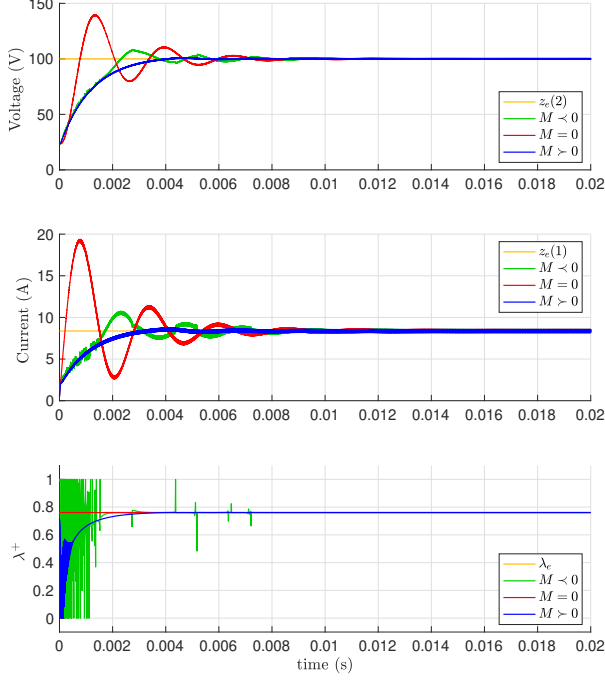 150
100
50
0
Voltage (V)
z_e(2)
M ≺ 0
M = 0
M ≻ 0
0 0.002 0.004 0.006 0.008 0.01 0.012 0.014 0.016 0.018 0.02
20
15
10
5
0
Current (A)
z_e(1)
M ≺ 0
M = 0
M ≻ 0
0 0.002 0.004 0.006 0.008 0.01 0.012 0.014 0.016 0.018 0.02
1
0.8
0.6
0.4
0.2
0
λ⁺
λ_e
M ≺ 0
M = 0
M ≻ 0
0 0.002 0.004 0.006 0.008 0.01 0.012 0.014 0.016 0.018 0.02
time (s)